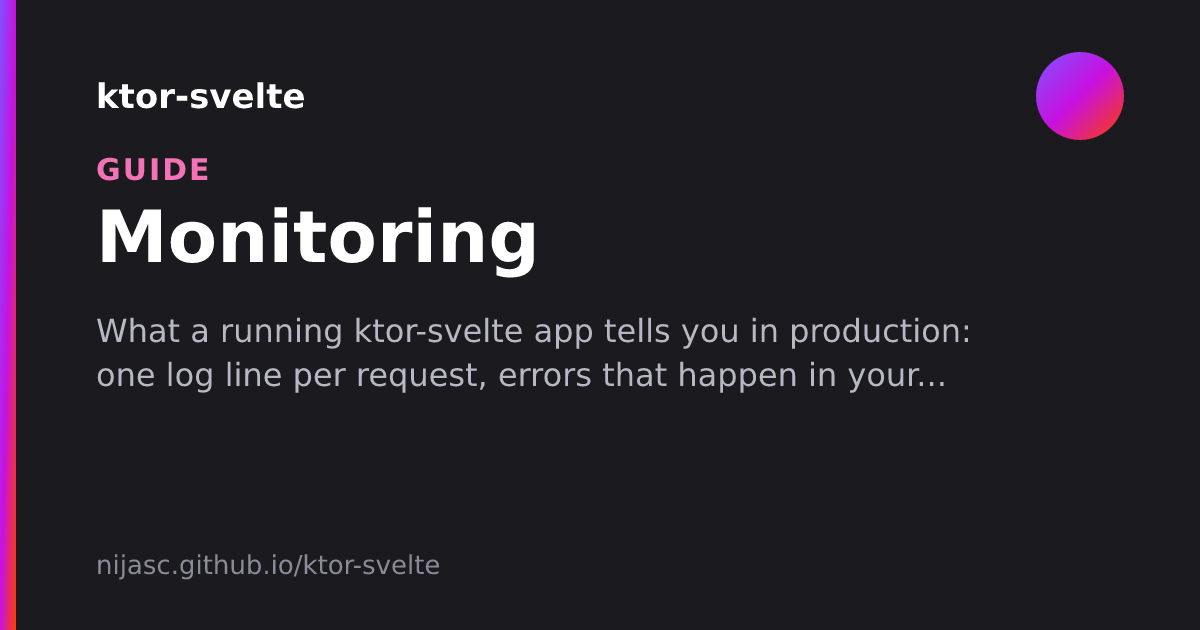 ktor-svelte
GUIDE
Monitoring
What a running ktor-svelte app tells you in production:
one log line per request, errors that happen in your...
nijasc.github.io/ktor-svelte